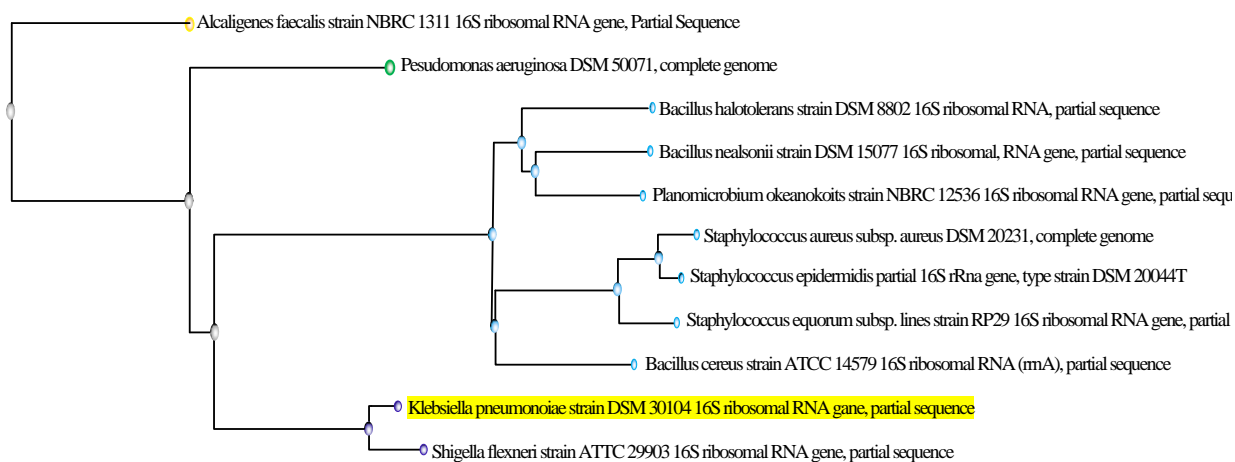 Alcaligenes faecalis strain NBRC 1311 16S ribosomal RNA gene, Partial Sequence
Pesudomonas aeruginosa DSM 50071, complete genome
Bacillus halotolerans strain DSM 8802 16S ribosomal RNA, partial sequence
Bacillus nealsonii strain DSM 15077 16S ribosomal, RNA gene, partial sequence
Planomicrobium okeanokoits strain NBRC 12536 16S ribosomal RNA gene, partial sequ
Staphylococcus aureus subsp. aureus DSM 20231, complete genome
Staphylococcus epidermidis partial 16S rRna gene, type strain DSM 20044T
Staphylococcus equorum subsp. lines strain RP29 16S ribosomal RNA gene, partial
Bacillus cereus strain ATCC 14579 16S ribosomal RNA (rrnA), partial sequence
Klebsiella pneumonoiae strain DSM 30104 16S ribosomal RNA gane, partial sequence
Shigella flexneri strain ATTC 29903 16S ribosomal RNA gene, partial sequence